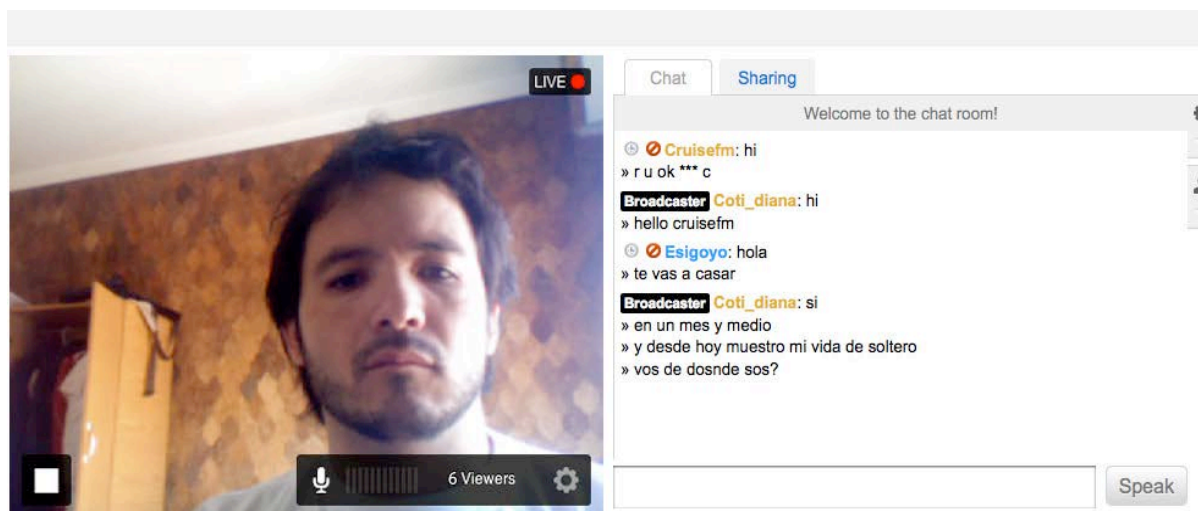 LIVE
6 Viewers
Chat
Sharing
Welcome to the chat room!
Cruisefm: hi
» r u ok *** c
Broadcaster Coti_diana: hi
» hello cruisefm
Esigoyo: hola
» te vas a casar
Broadcaster Coti_diana: si
» en un mes y medio
» y desde hoy muestro mi vida de soltero
» vos de dosnde sos?
Speak